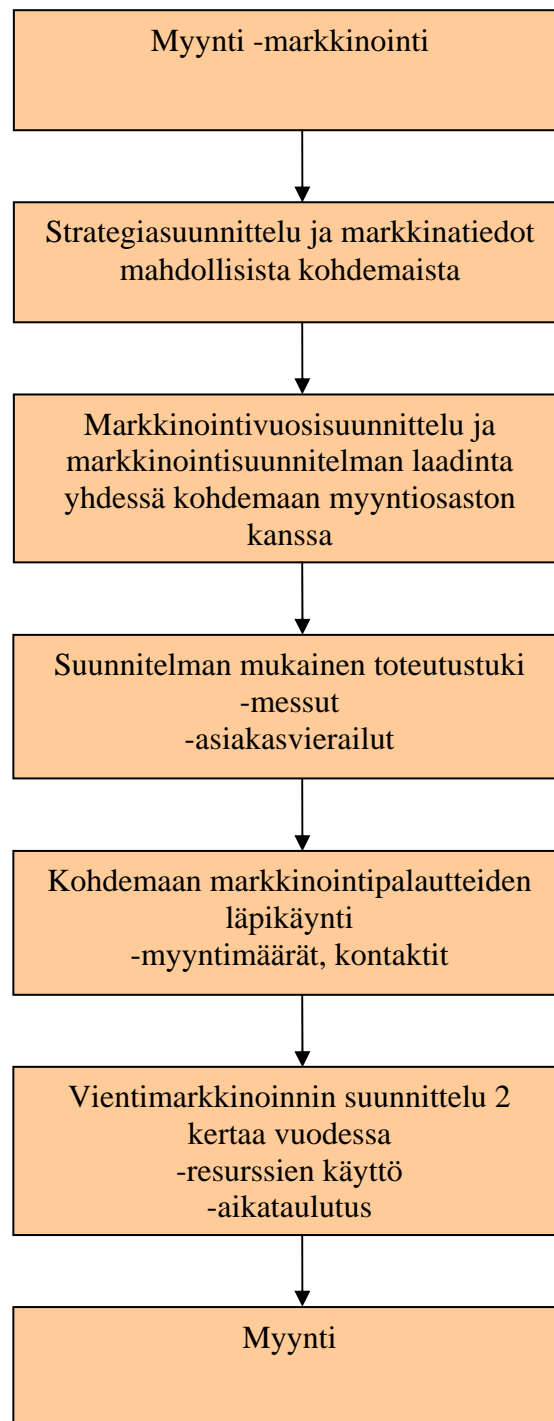 Myynti -markkinointi
Strategiasuunnittelu ja markkinatiedot
mahdollisista kohdemaista
Markkinointivuosisuunnittelu ja
markkinointisuunnitelman laadinta
yhdessä kohdemaan myyntiosaston
kanssa
Suunnitelman mukainen toteutustuki
-messut
-asiakasvierailut
Kohdemaan markkinointipalautteiden
läpikäynti
-myyntimäärät, kontaktit
Vientimarkkinoinnin suunnittelu 2
kertaa vuodessa
-resurssien käyttö
-aikataulutus
Myynti